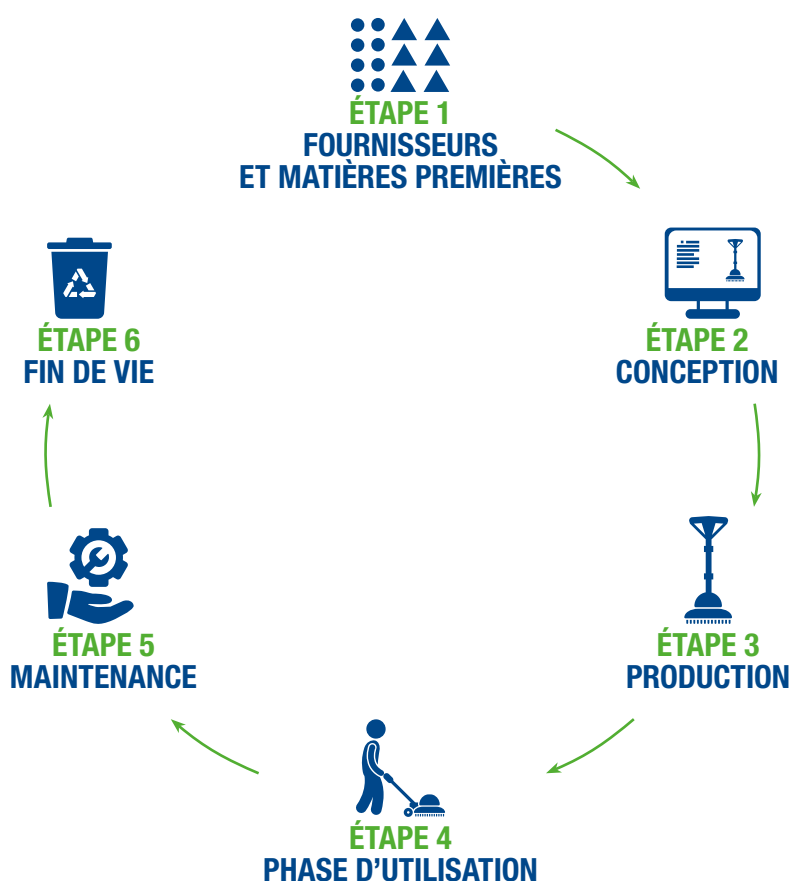 ÉTAPE 1
FOURNISSEURS
ET MATIÈRES PREMIÈRES
ÉTAPE 2
CONCEPTION
ÉTAPE 3
PRODUCTION
ÉTAPE 4
PHASE D'UTILISATION
ÉTAPE 5
MAINTENANCE
ÉTAPE 6
FIN DE VIE